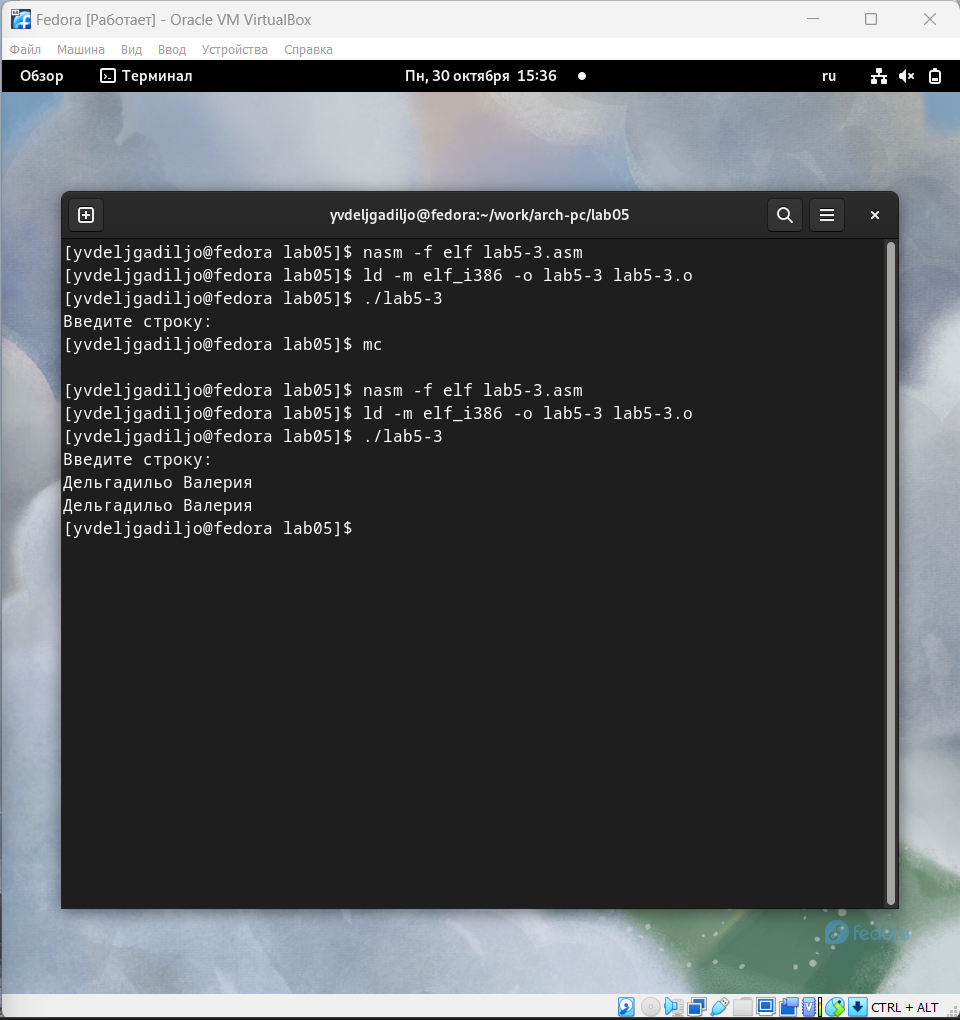 Fedora [Работает] - Oracle VM VirtualBox
Файл Машина Вид Ввод Устройства Справка
Обзор Терминал Пн, 30 октября 15:36 ru
yvdeljgadiljo@fedora:~/work/arch-pc/lab05
[yvdeljgadiljo@fedora lab05]$ nasm -f elf lab5-3.asm
[yvdeljgadiljo@fedora lab05]$ ld -m elf_i386 -o lab5-3 lab5-3.o
[yvdeljgadiljo@fedora lab05]$ ./lab5-3
Введите строку:
[yvdeljgadiljo@fedora lab05]$ mc
[yvdeljgadiljo@fedora lab05]$ nasm -f elf lab5-3.asm
[yvdeljgadiljo@fedora lab05]$ ld -m elf_i386 -o lab5-3 lab5-3.o
[yvdeljgadiljo@fedora lab05]$ ./lab5-3
Введите строку:
Дельгадильо Валерия
Дельгадильо Валерия
[yvdeljgadiljo@fedora lab05]$
fedora
CTRL + ALT